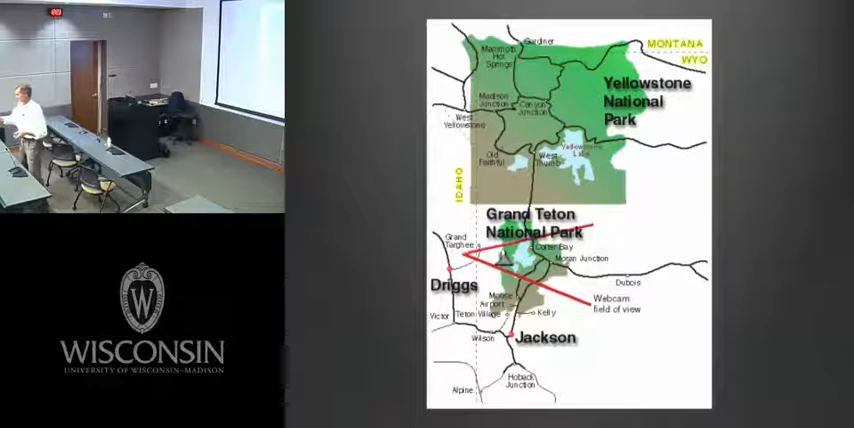 Gardiner
MONTANA
WYO
Mammoth
Hot
Springs
Yellowstone
National
Park
Madison
Junction
Canyon
Junction
West
Yellowstone
Old
Faithful
West
Thumb
Yellowstone
Lake
IDAHO
Grand Teton
National Park
Grand
Targhee
Colter Bay
Moran Junction
Driggs
Dubois
Moose
Airport
Webcam
field of view
Victor
Teton Village
Kelly
Wilson
Jackson
Hoback
Junction
Alpine
W
WISCONSIN
UNIVERSITY OF WISCONSIN–MADISON